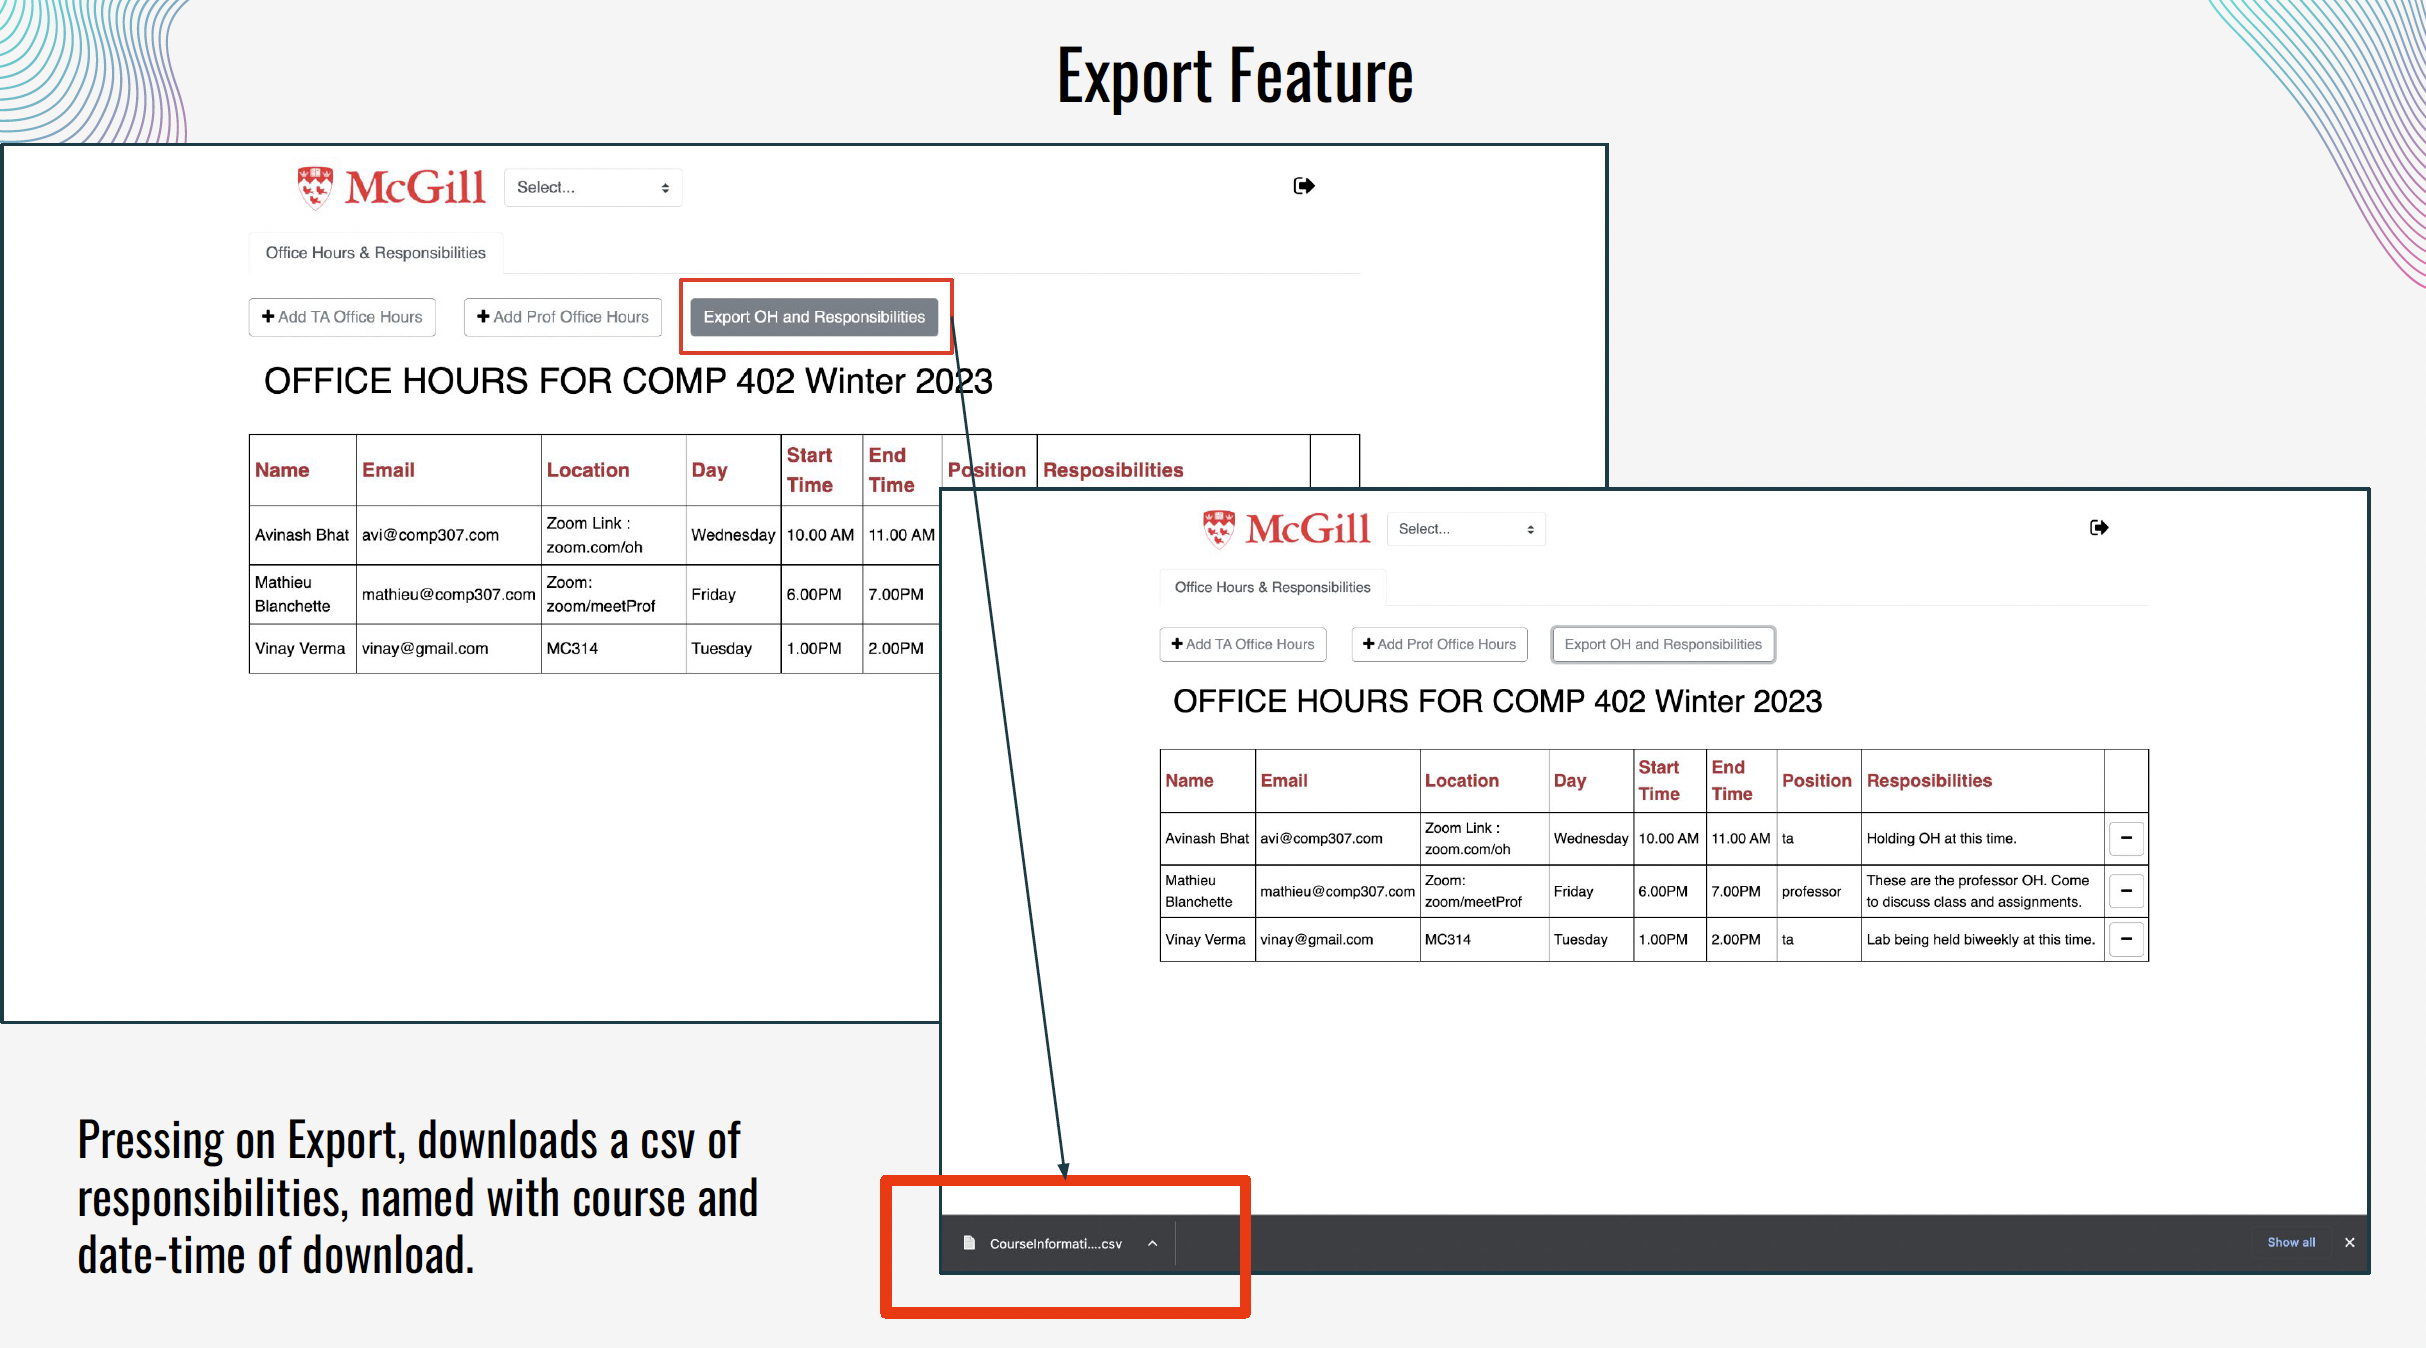 Export Feature
McGill Select...
Office Hours & Responsibilities
Add TA Office Hours Add Prof Office Hours Export OH and Responsibilities
OFFICE HOURS FOR COMP 402 Winter 2023
Name Email Location Day Start Time End Time Position Resposibilities
Avinash Bhat avi@comp307.com Zoom Link : zoom.com/oh Wednesday 10.00 AM 11.00 AM
Mathieu Blanchette mathieu@comp307.com Zoom: zoom/meetProf Friday 6.00PM 7.00PM
Vinay Verma vinay@gmail.com MC314 Tuesday 1.00PM 2.00PM
McGill Select...
Office Hours & Responsibilities
Add TA Office Hours Add Prof Office Hours Export OH and Responsibilities
OFFICE HOURS FOR COMP 402 Winter 2023
Name Email Location Day Start Time End Time Position Resposibilities
Avinash Bhat avi@comp307.com Zoom Link : zoom.com/oh Wednesday 10.00 AM 11.00 AM ta Holding OH at this time.
Mathieu Blanchette mathieu@comp307.com Zoom: zoom/meetProf Friday 6.00PM 7.00PM professor These are the professor OH. Come to discuss class and assignments.
Vinay Verma vinay@gmail.com MC314 Tuesday 1.00PM 2.00PM ta Lab being held biweekly at this time.
Pressing on Export, downloads a csv of
responsibilities, named with course and
date-time of download.
CourseInformati....csv Show all